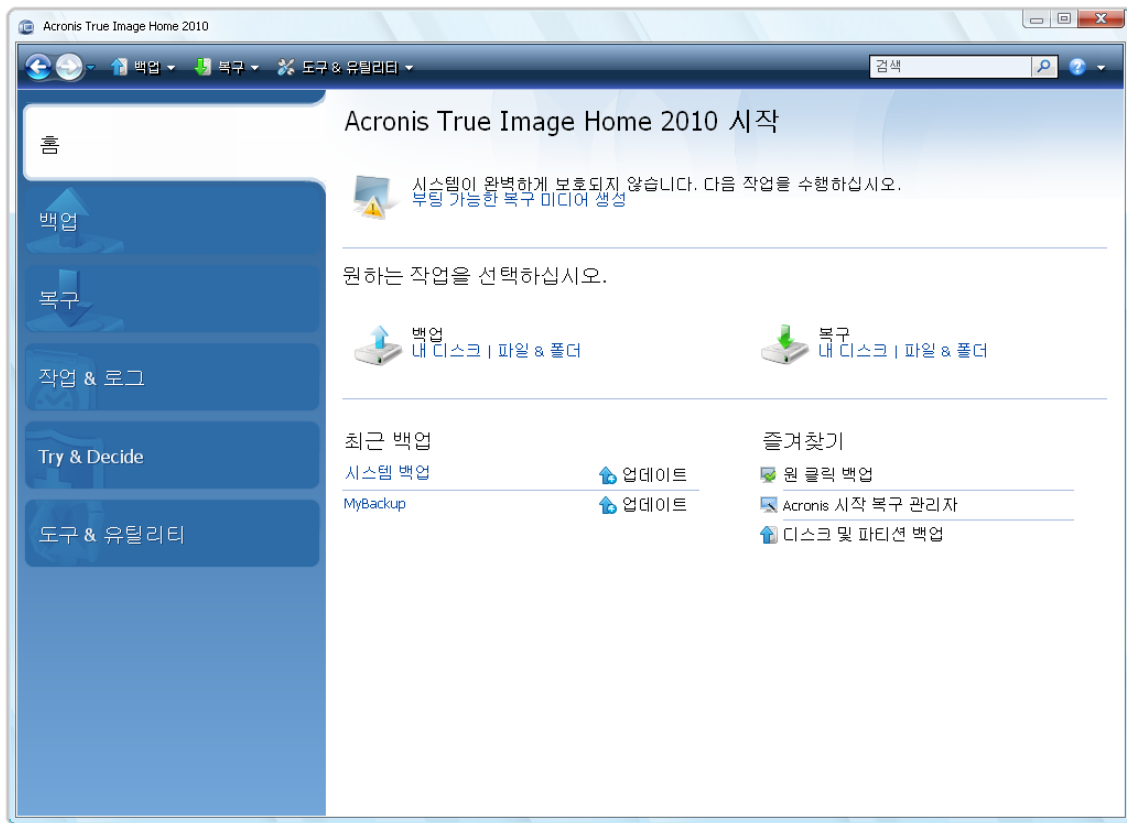 Acronis True Image Home 2010
백업 복구 도구 & 유틸리티 검색
홈
백업
복구
작업 & 로그
Try & Decide
도구 & 유틸리티
Acronis True Image Home 2010 시작
시스템이 완벽하게 보호되지 않습니다. 다음 작업을 수행하십시오.
부팅 가능한 복구 미디어 생성
원하는 작업을 선택하십시오.
백업
내 디스크 | 파일 & 폴더
복구
내 디스크 | 파일 & 폴더
최근 백업
시스템 백업 업데이트
MyBackup 업데이트
즐겨찾기
원 클릭 백업
Acronis 시작 복구 관리자
디스크 및 파티션 백업